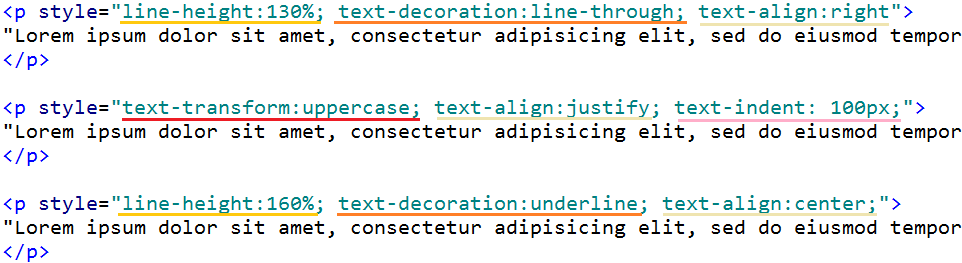 <p style="line-height:130%; text-decoration:line-through; text-align:right">
"Lorem ipsum dolor sit amet, consectetur adipisicing elit, sed do eiusmod tempor
</p>
<p style="text-transform:uppercase; text-align:justify; text-indent: 100px;">
"Lorem ipsum dolor sit amet, consectetur adipisicing elit, sed do eiusmod tempor
</p>
<p style="line-height:160%; text-decoration:underline; text-align:center;">
"Lorem ipsum dolor sit amet, consectetur adipisicing elit, sed do eiusmod tempor
</p>